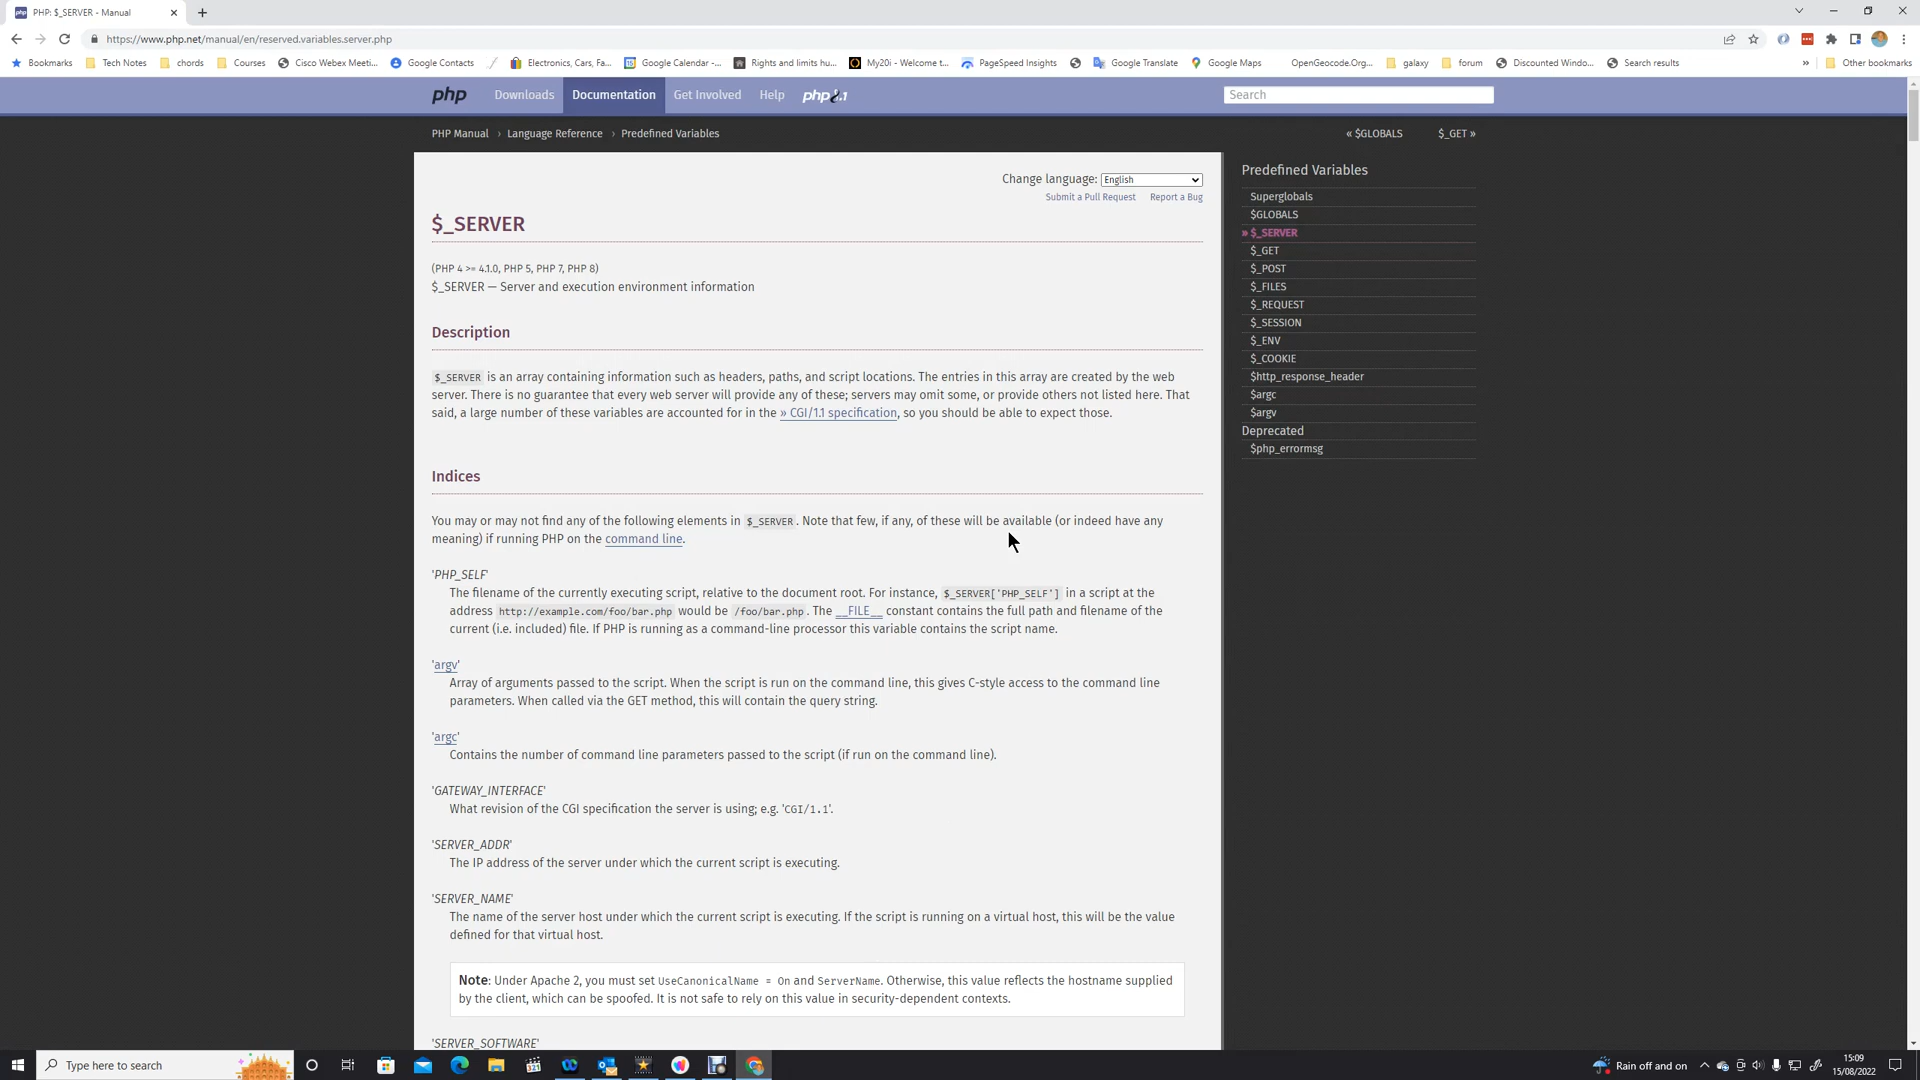 PHP: $_SERVER - Manual
https://www.php.net/manual/en/reserved.variables.server.php
Bookmarks Tech Notes chords Courses Cisco Webex Meeti... Google Contacts Electronics, Cars, Fa... Google Calendar -... Rights and limits hu... My20i - Welcome t... PageSpeed Insights Google Translate Google Maps OpenGeocode.Org... galaxy forum Discounted Windo... Search results » Other bookmarks
php Downloads Documentation Get Involved Help php8.1 Search
PHP Manual › Language Reference › Predefined Variables « $GLOBALS $_GET »
Change language: English
Submit a Pull Request Report a Bug
$_SERVER
(PHP 4 >= 4.1.0, PHP 5, PHP 7, PHP 8)
$_SERVER — Server and execution environment information
Description
$_SERVER is an array containing information such as headers, paths, and script locations. The entries in this array are created by the web
server. There is no guarantee that every web server will provide any of these; servers may omit some, or provide others not listed here. That
said, a large number of these variables are accounted for in the » CGI/1.1 specification, so you should be able to expect those.
Indices
You may or may not find any of the following elements in $_SERVER. Note that few, if any, of these will be available (or indeed have any
meaning) if running PHP on the command line.
'PHP_SELF'
The filename of the currently executing script, relative to the document root. For instance, $_SERVER['PHP_SELF'] in a script at the
address http://example.com/foo/bar.php would be /foo/bar.php. The __FILE__ constant contains the full path and filename of the
current (i.e. included) file. If PHP is running as a command-line processor this variable contains the script name.
'argv'
Array of arguments passed to the script. When the script is run on the command line, this gives C-style access to the command line
parameters. When called via the GET method, this will contain the query string.
'argc'
Contains the number of command line parameters passed to the script (if run on the command line).
'GATEWAY_INTERFACE'
What revision of the CGI specification the server is using; e.g. 'CGI/1.1'.
'SERVER_ADDR'
The IP address of the server under which the current script is executing.
'SERVER_NAME'
The name of the server host under which the current script is executing. If the script is running on a virtual host, this will be the value
defined for that virtual host.
Note: Under Apache 2, you must set UseCanonicalName = On and ServerName. Otherwise, this value reflects the hostname supplied
by the client, which can be spoofed. It is not safe to rely on this value in security-dependent contexts.
'SERVER_SOFTWARE'
Predefined Variables
Superglobals
$GLOBALS
» $_SERVER
$_GET
$_POST
$_FILES
$_REQUEST
$_SESSION
$_ENV
$_COOKIE
$http_response_header
$argc
$argv
Deprecated
$php_errormsg
Type here to search
Rain off and on
15:09
15/08/2022